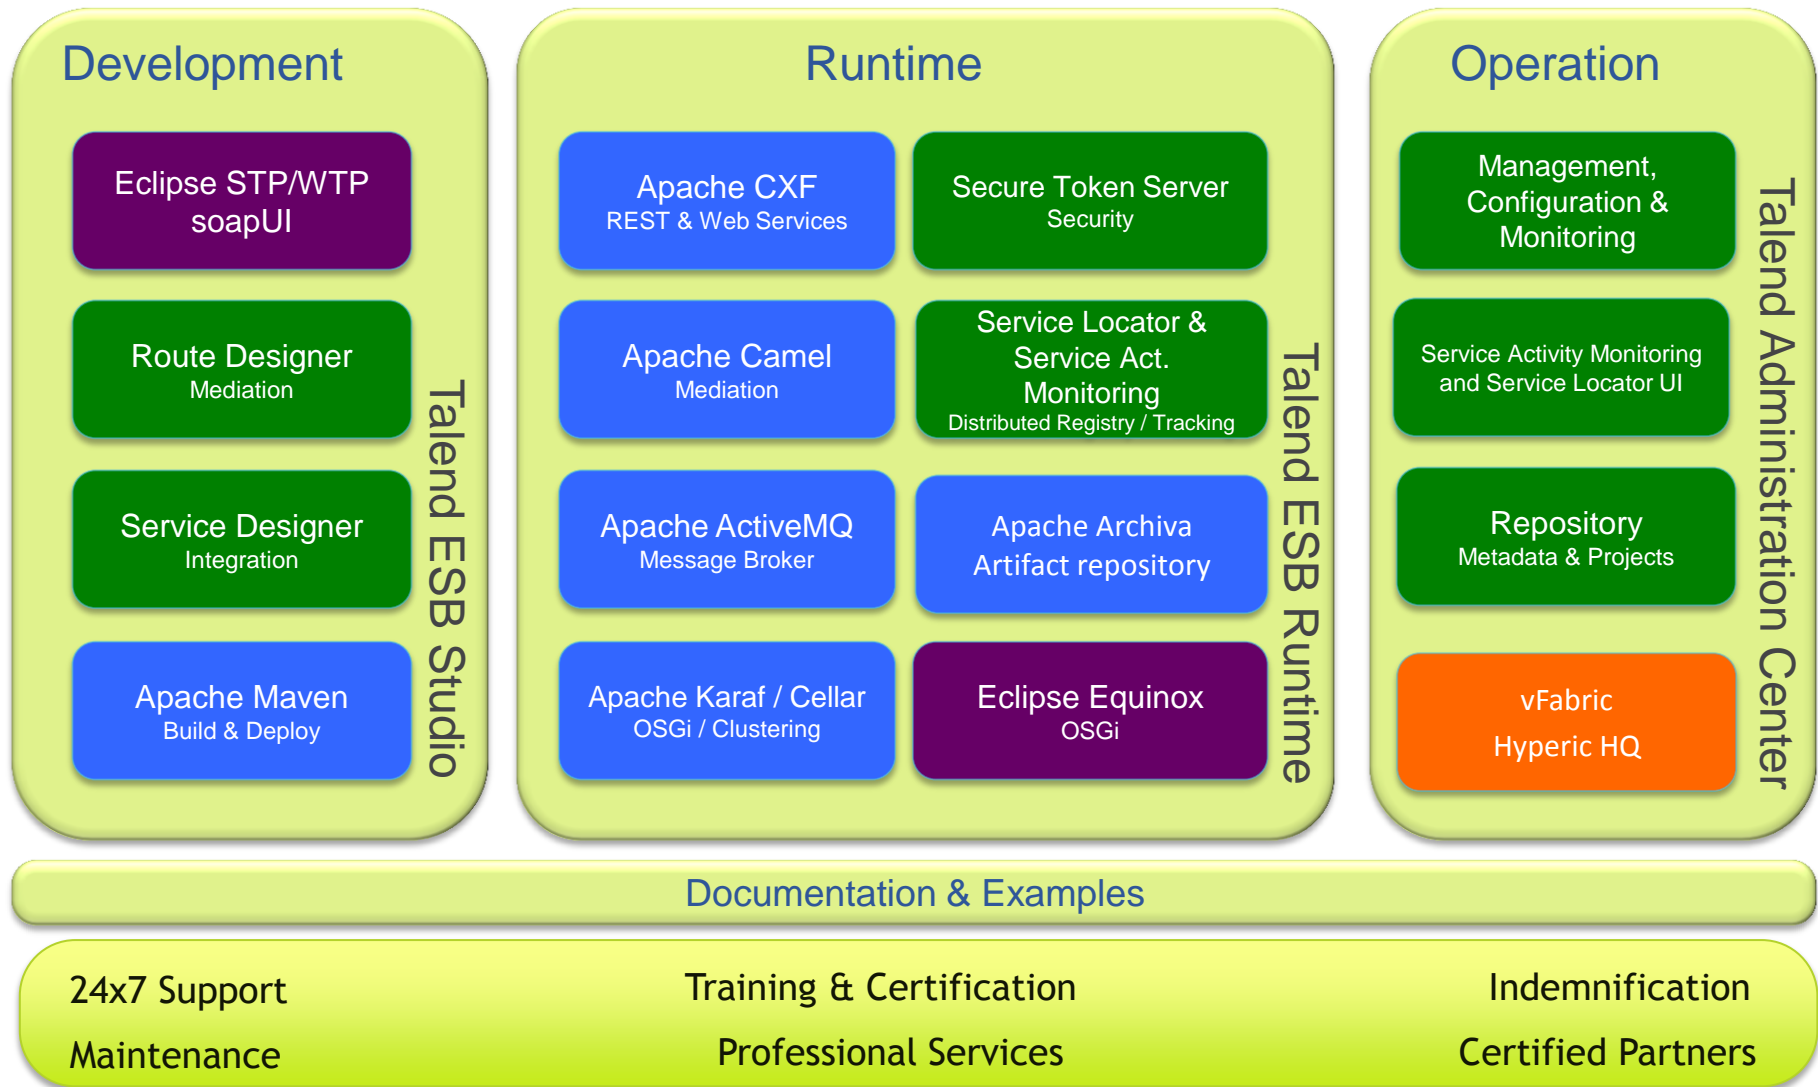 Development
Eclipse STP/WTP
soapUI
Route Designer
Mediation
Service Designer
Integration
Apache Maven
Build & Deploy
Talend ESB Studio
Runtime
Apache CXF
REST & Web Services
Secure Token Server
Security
Apache Camel
Mediation
Service Locator &
Service Act.
Monitoring
Distributed Registry / Tracking
Apache ActiveMQ
Message Broker
Apache Archiva
Artifact repository
Apache Karaf / Cellar
OSGi / Clustering
Eclipse Equinox
OSGi
Talend ESB Runtime
Operation
Management,
Configuration &
Monitoring
Service Activity Monitoring
and Service Locator UI
Repository
Metadata & Projects
vFabric
Hyperic HQ
Talend Administration Center
Documentation & Examples
24x7 Support
Training & Certification
Indemnification
Maintenance
Professional Services
Certified Partners